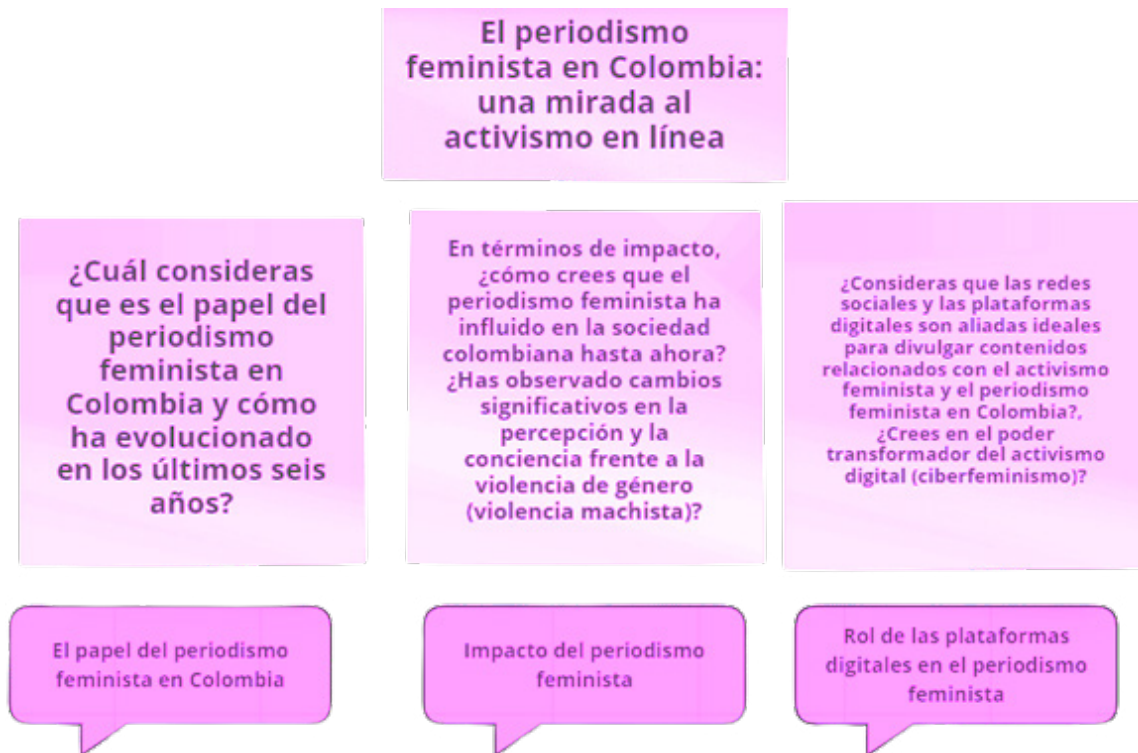 El periodismo
feminista en Colombia:
una mirada al
activismo en línea
¿Cuál consideras
que es el papel del
periodismo
feminista en
Colombia y cómo
ha evolucionado
en los últimos seis
años?
En términos de impacto,
¿cómo crees que el
periodismo feminista ha
influido en la sociedad
colombiana hasta ahora?
¿Has observado cambios
significativos en la
percepción y la
conciencia frente a la
violencia de género
(violencia machista)?
¿Consideras que las redes
sociales y las plataformas
digitales son aliadas ideales
para divulgar contenidos
relacionados con el activismo
feminista y el periodismo
feminista en Colombia?,
¿Crees en el poder
transformador del activismo
digital (ciberfeminismo)?
El papel del periodismo
feminista en Colombia
Impacto del periodismo
feminista
Rol de las plataformas
digitales en el periodismo
feminista